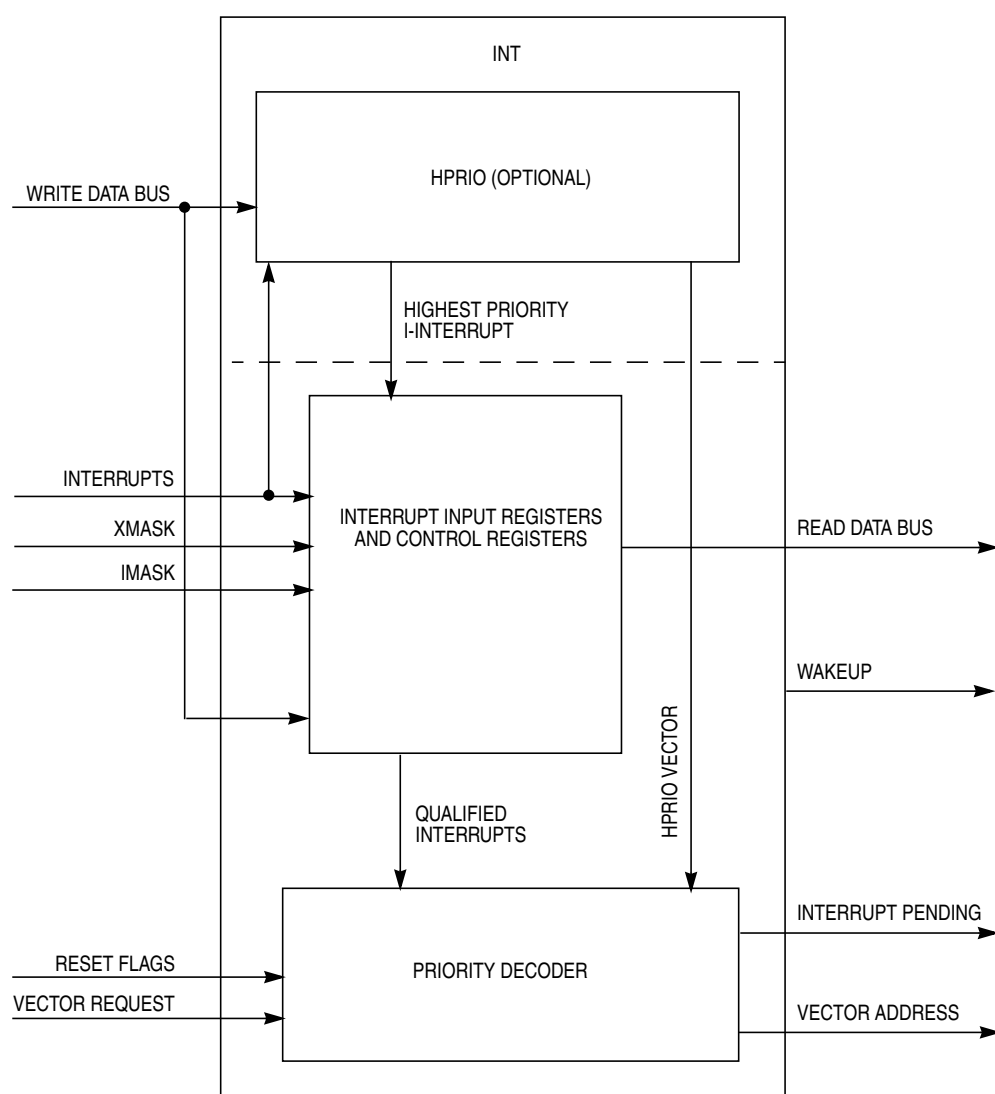 INT
HPRIO (OPTIONAL)
WRITE DATA BUS
HIGHEST PRIORITY
I-INTERRUPT
INTERRUPTS
XMASK
IMASK
INTERRUPT INPUT REGISTERS
AND CONTROL REGISTERS
READ DATA BUS
WAKEUP
HPRIO VECTOR
QUALIFIED
INTERRUPTS
INTERRUPT PENDING
RESET FLAGS
PRIORITY DECODER
VECTOR REQUEST
VECTOR ADDRESS